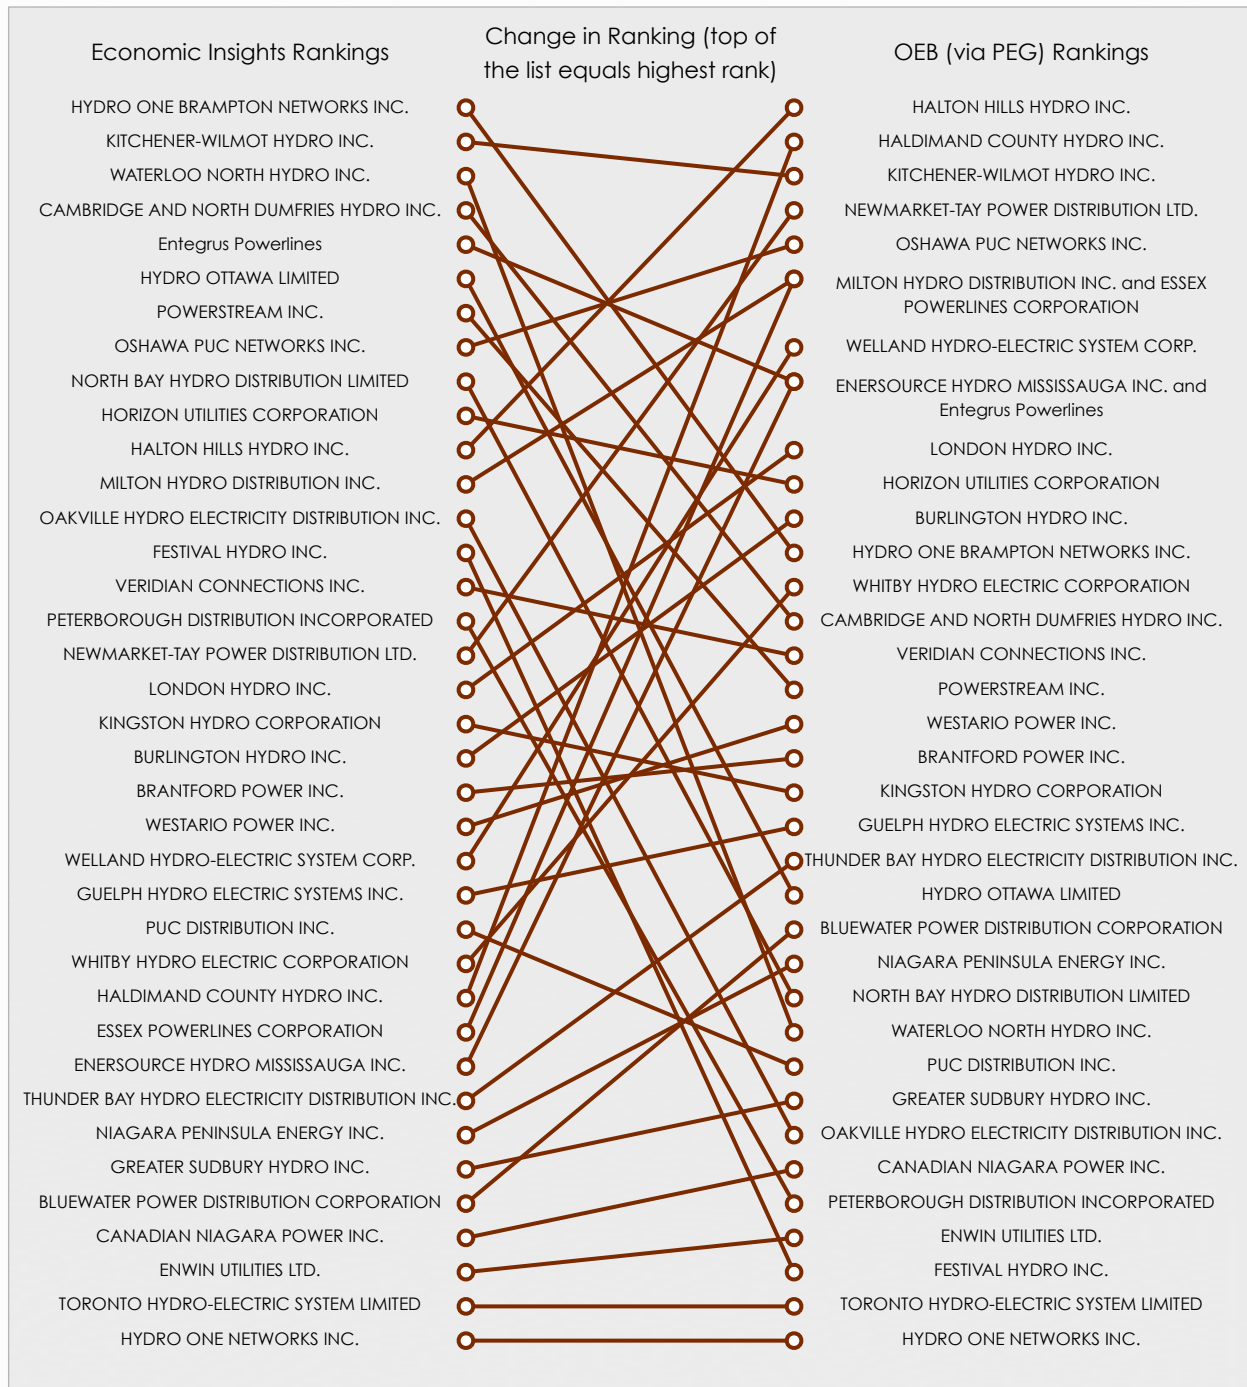 Economic Insights Rankings
Change in Ranking (top of
the list equals highest rank)
OEB (via PEG) Rankings
HYDRO ONE BRAMPTON NETWORKS INC.
KITCHENER-WILMOT HYDRO INC.
WATERLOO NORTH HYDRO INC.
CAMBRIDGE AND NORTH DUMFRIES HYDRO INC.
Entegrus Powerlines
HYDRO OTTAWA LIMITED
POWERSTREAM INC.
OSHAWA PUC NETWORKS INC.
NORTH BAY HYDRO DISTRIBUTION LIMITED
HORIZON UTILITIES CORPORATION
HALTON HILLS HYDRO INC.
MILTON HYDRO DISTRIBUTION INC.
OAKVILLE HYDRO ELECTRICITY DISTRIBUTION INC.
FESTIVAL HYDRO INC.
VERIDIAN CONNECTIONS INC.
PETERBOROUGH DISTRIBUTION INCORPORATED
NEWMARKET-TAY POWER DISTRIBUTION LTD.
LONDON HYDRO INC.
KINGSTON HYDRO CORPORATION
BURLINGTON HYDRO INC.
BRANTFORD POWER INC.
WESTARIO POWER INC.
WELLAND HYDRO-ELECTRIC SYSTEM CORP.
GUELPH HYDRO ELECTRIC SYSTEMS INC.
PUC DISTRIBUTION INC.
WHITBY HYDRO ELECTRIC CORPORATION
HALDIMAND COUNTY HYDRO INC.
ESSEX POWERLINES CORPORATION
ENERSOURCE HYDRO MISSISSAUGA INC.
THUNDER BAY HYDRO ELECTRICITY DISTRIBUTION INC.
NIAGARA PENINSULA ENERGY INC.
GREATER SUDBURY HYDRO INC.
BLUEWATER POWER DISTRIBUTION CORPORATION
CANADIAN NIAGARA POWER INC.
ENWIN UTILITIES LTD.
TORONTO HYDRO-ELECTRIC SYSTEM LIMITED
HYDRO ONE NETWORKS INC.
HALTON HILLS HYDRO INC.
HALDIMAND COUNTY HYDRO INC.
KITCHENER-WILMOT HYDRO INC.
NEWMARKET-TAY POWER DISTRIBUTION LTD.
OSHAWA PUC NETWORKS INC.
MILTON HYDRO DISTRIBUTION INC. and ESSEX
POWERLINES CORPORATION
WELLAND HYDRO-ELECTRIC SYSTEM CORP.
ENERSOURCE HYDRO MISSISSAUGA INC. and
Entegrus Powerlines
LONDON HYDRO INC.
HORIZON UTILITIES CORPORATION
BURLINGTON HYDRO INC.
HYDRO ONE BRAMPTON NETWORKS INC.
WHITBY HYDRO ELECTRIC CORPORATION
CAMBRIDGE AND NORTH DUMFRIES HYDRO INC.
VERIDIAN CONNECTIONS INC.
POWERSTREAM INC.
WESTARIO POWER INC.
BRANTFORD POWER INC.
KINGSTON HYDRO CORPORATION
GUELPH HYDRO ELECTRIC SYSTEMS INC.
THUNDER BAY HYDRO ELECTRICITY DISTRIBUTION INC.
HYDRO OTTAWA LIMITED
BLUEWATER POWER DISTRIBUTION CORPORATION
NIAGARA PENINSULA ENERGY INC.
NORTH BAY HYDRO DISTRIBUTION LIMITED
WATERLOO NORTH HYDRO INC.
PUC DISTRIBUTION INC.
GREATER SUDBURY HYDRO INC.
OAKVILLE HYDRO ELECTRICITY DISTRIBUTION INC.
CANADIAN NIAGARA POWER INC.
PETERBOROUGH DISTRIBUTION INCORPORATED
ENWIN UTILITIES LTD.
FESTIVAL HYDRO INC.
TORONTO HYDRO-ELECTRIC SYSTEM LIMITED
HYDRO ONE NETWORKS INC.